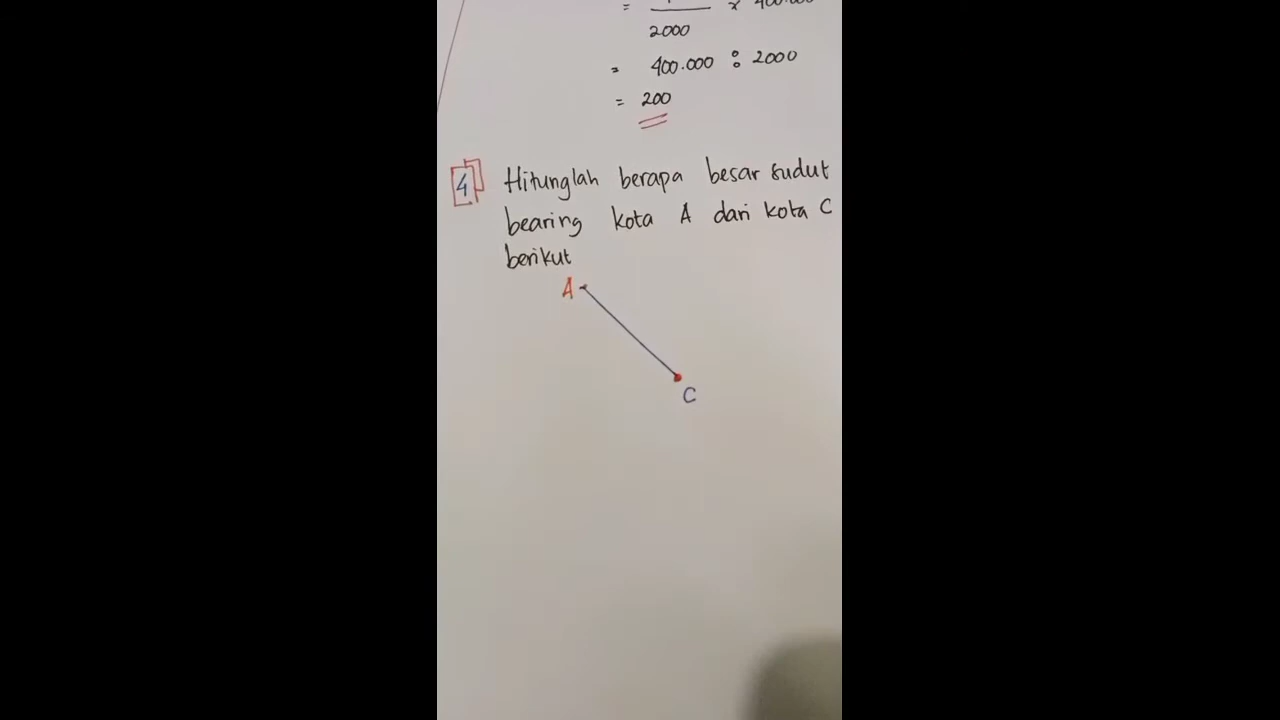 =
2000
= 400.000 : 2000
= 200
4 Hitunglah berapa besar sudut
bearing kota A dari kota C
berikut
A
C